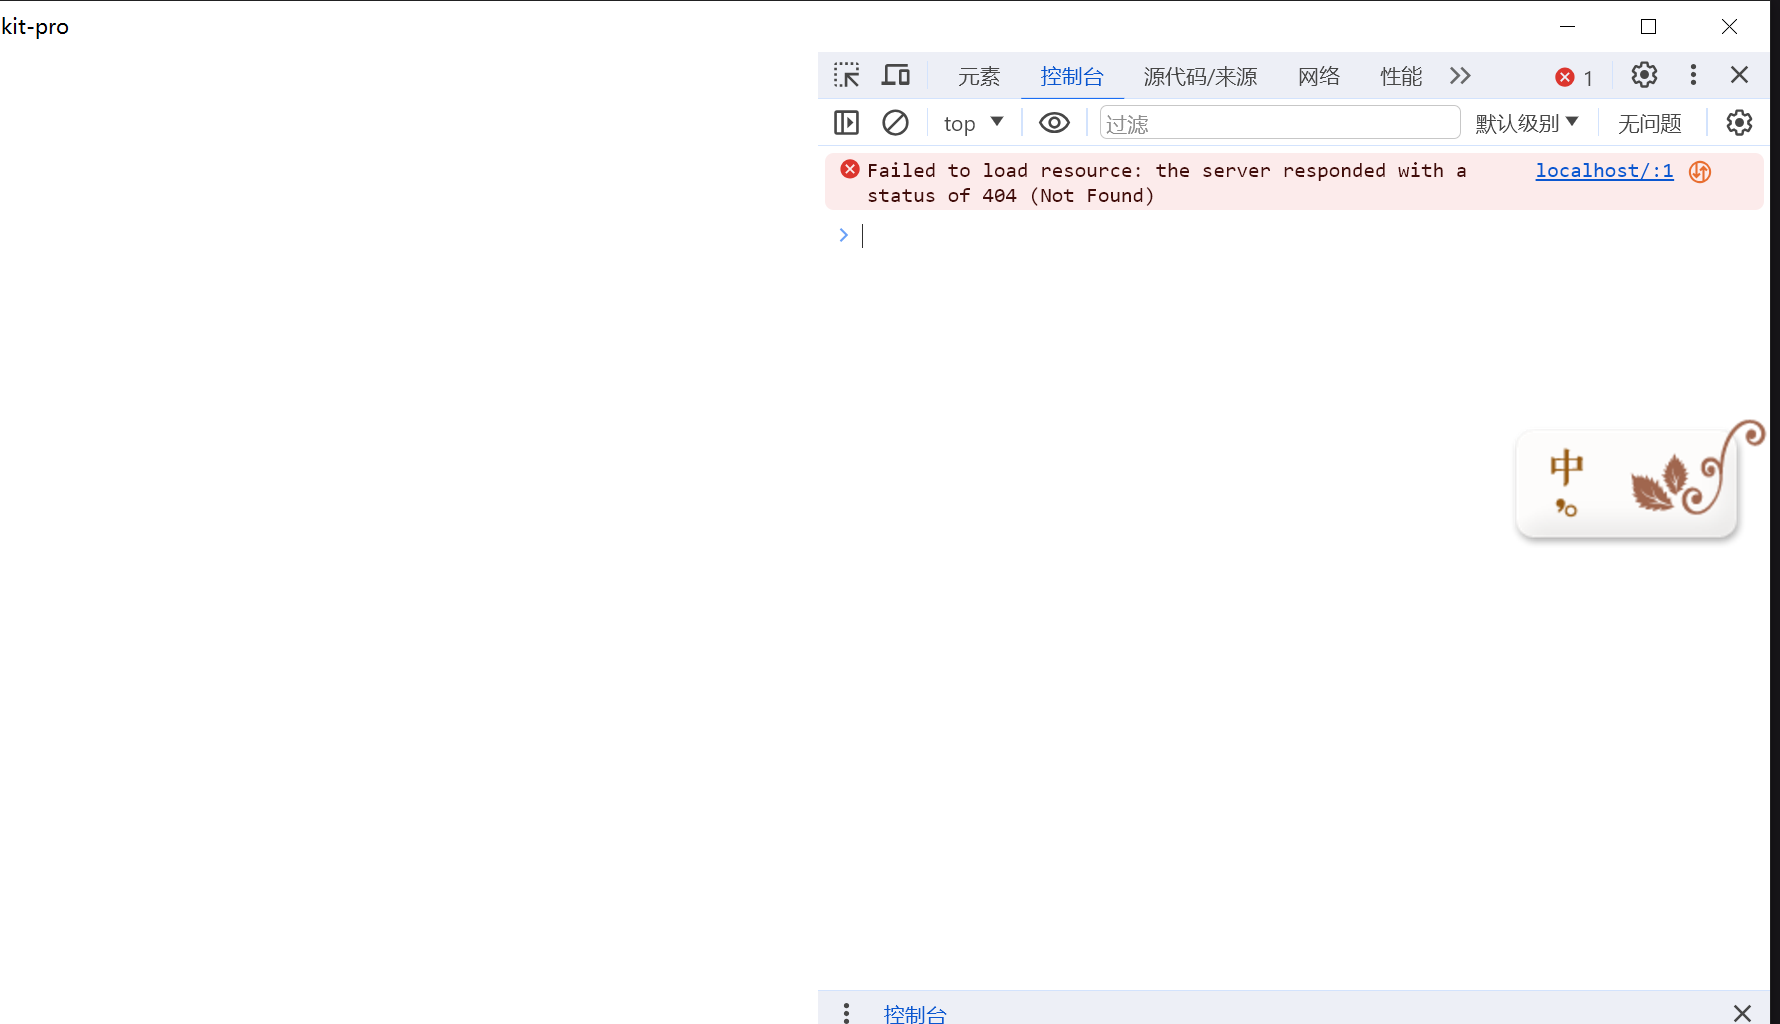 kit-pro
元素 控制台 源代码/来源 网络 性能 1
top 过滤 默认级别 无问题
Failed to load resource: the server responded with a localhost/:1
status of 404 (Not Found)
中
控制台